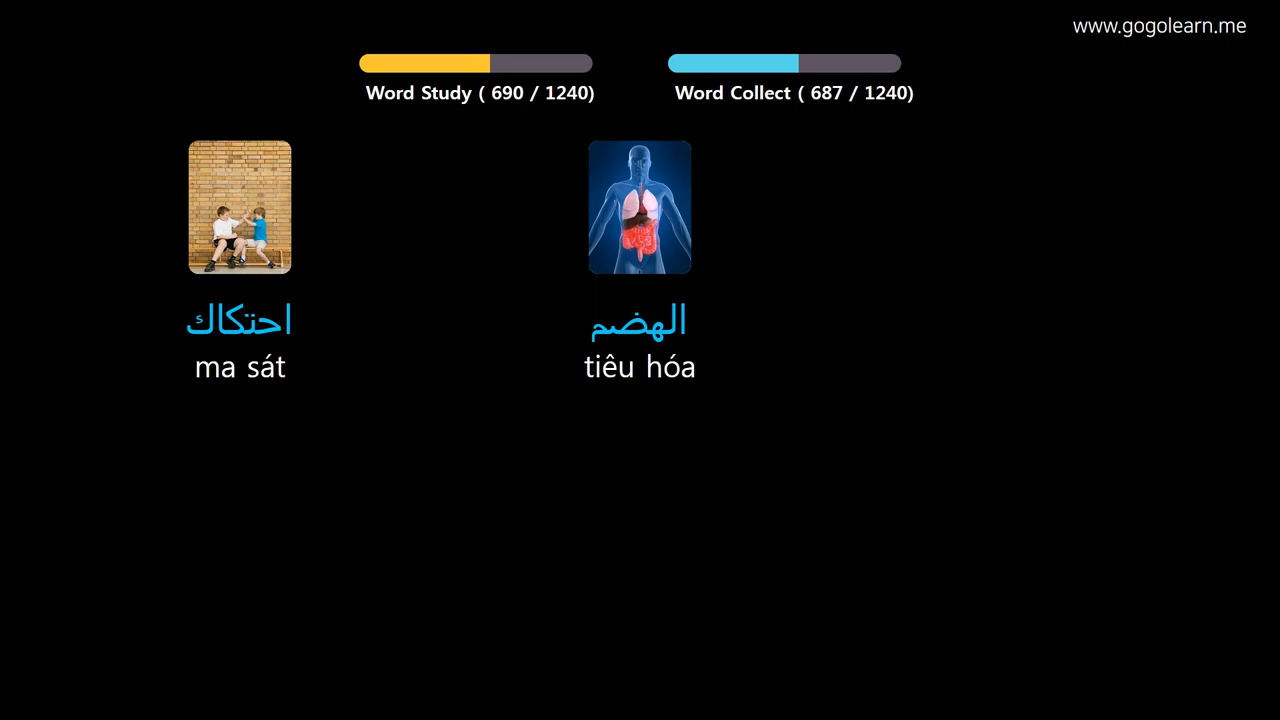 www.gogolearn.me
Word Study ( 690 / 1240)
Word Collect ( 687 / 1240)
احتكاك
ma sát
الهضم
tiêu hóa